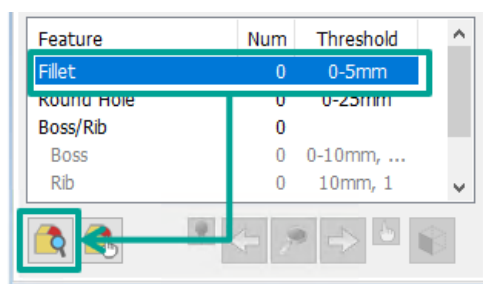 Feature Num Threshold
Fillet 0 0-5mm
Round Hole 0 0-25mm
Boss/Rib 0
Boss 0 0-10mm, ...
Rib 0 10mm, 1